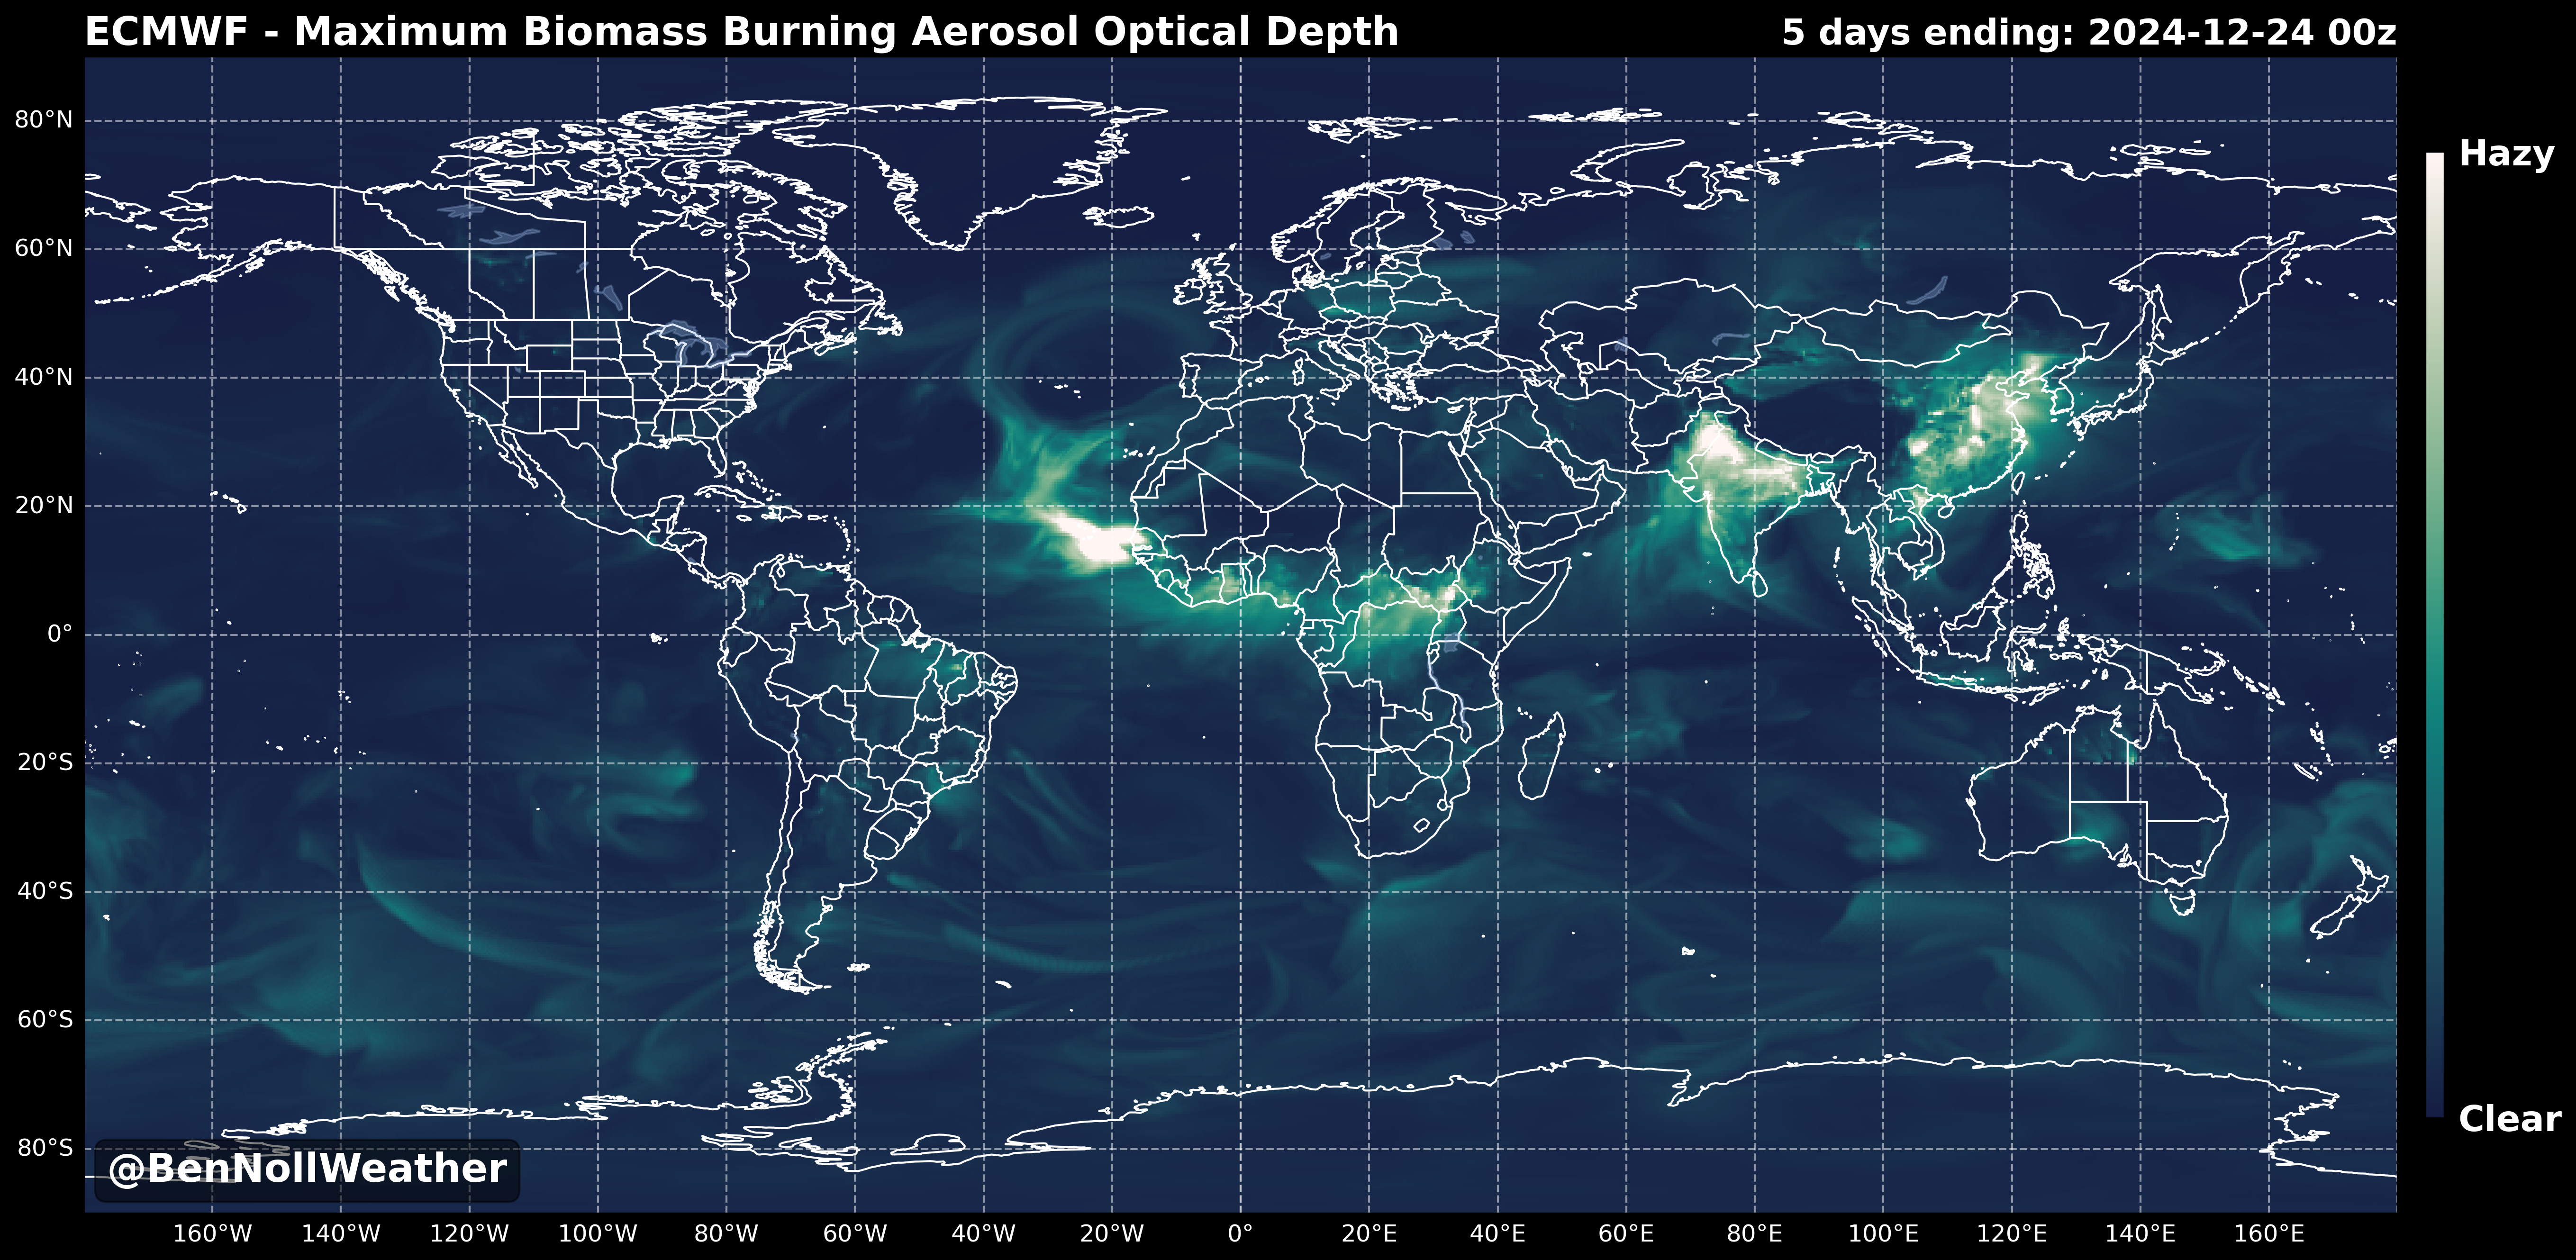 ECMWF - Maximum Biomass Burning Aerosol Optical Depth
5 days ending: 2024-12-24 00z
80°N
60°N
40°N
20°N
0°
20°S
40°S
60°S
80°S
Hazy
Clear
@BenNollWeather
160°W 140°W 120°W 100°W 80°W 60°W 40°W 20°W 0° 20°E 40°E 60°E 80°E 100°E 120°E 140°E 160°E